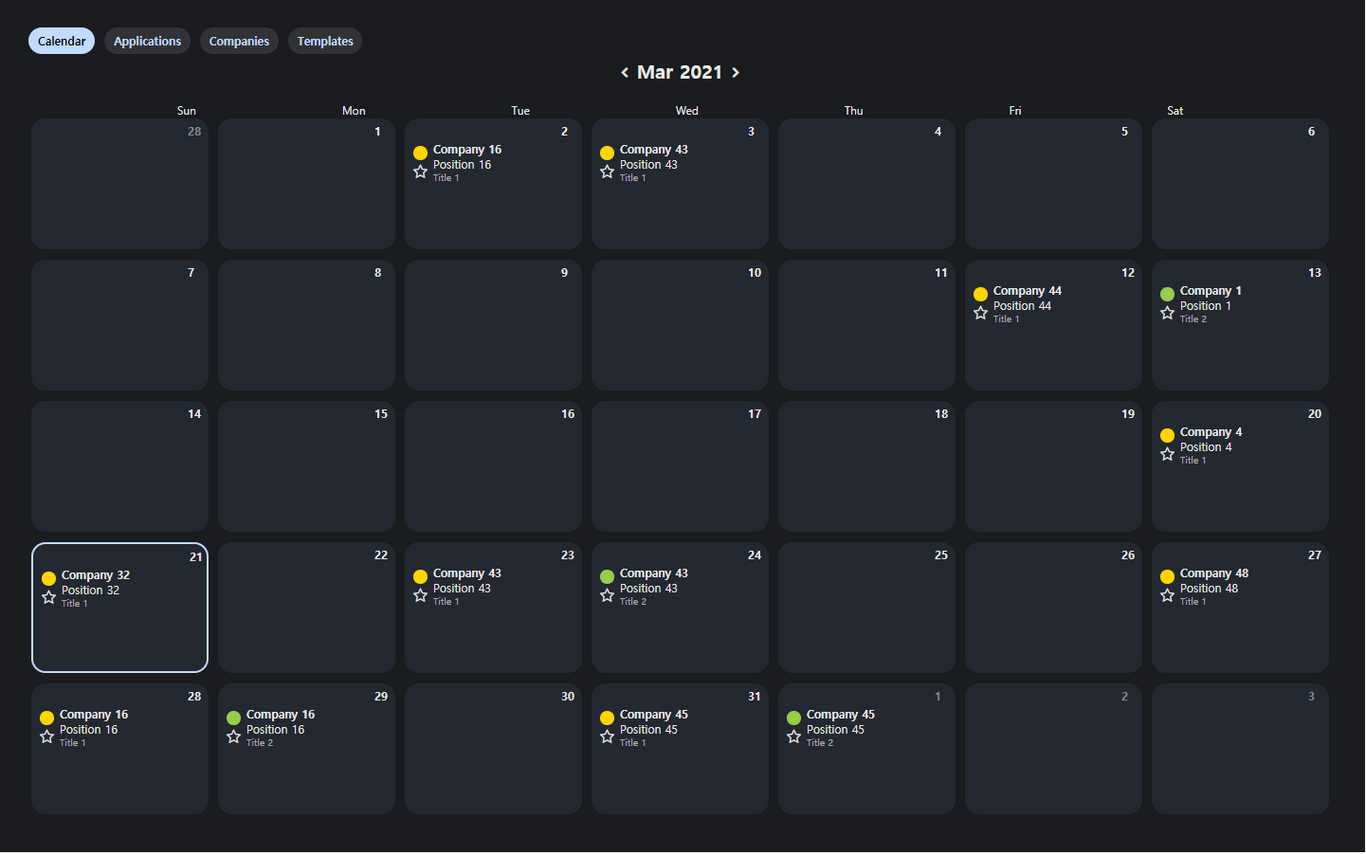 Calendar Applications Companies Templates
Mar 2021
Sun Mon Tue Wed Thu Fri Sat
28 1 2 3 4 5 6
Company 16
Position 16
Title 1
Company 43
Position 43
Title 1
7 8 9 10 11 12 13
Company 44
Position 44
Title 1
Company 1
Position 1
Title 2
14 15 16 17 18 19 20
Company 4
Position 4
Title 1
21 22 23 24 25 26 27
Company 32
Position 32
Title 1
Company 43
Position 43
Title 1
Company 43
Position 43
Title 2
Company 48
Position 48
Title 1
28 29 30 31 1 2 3
Company 16
Position 16
Title 1
Company 16
Position 16
Title 2
Company 45
Position 45
Title 1
Company 45
Position 45
Title 2